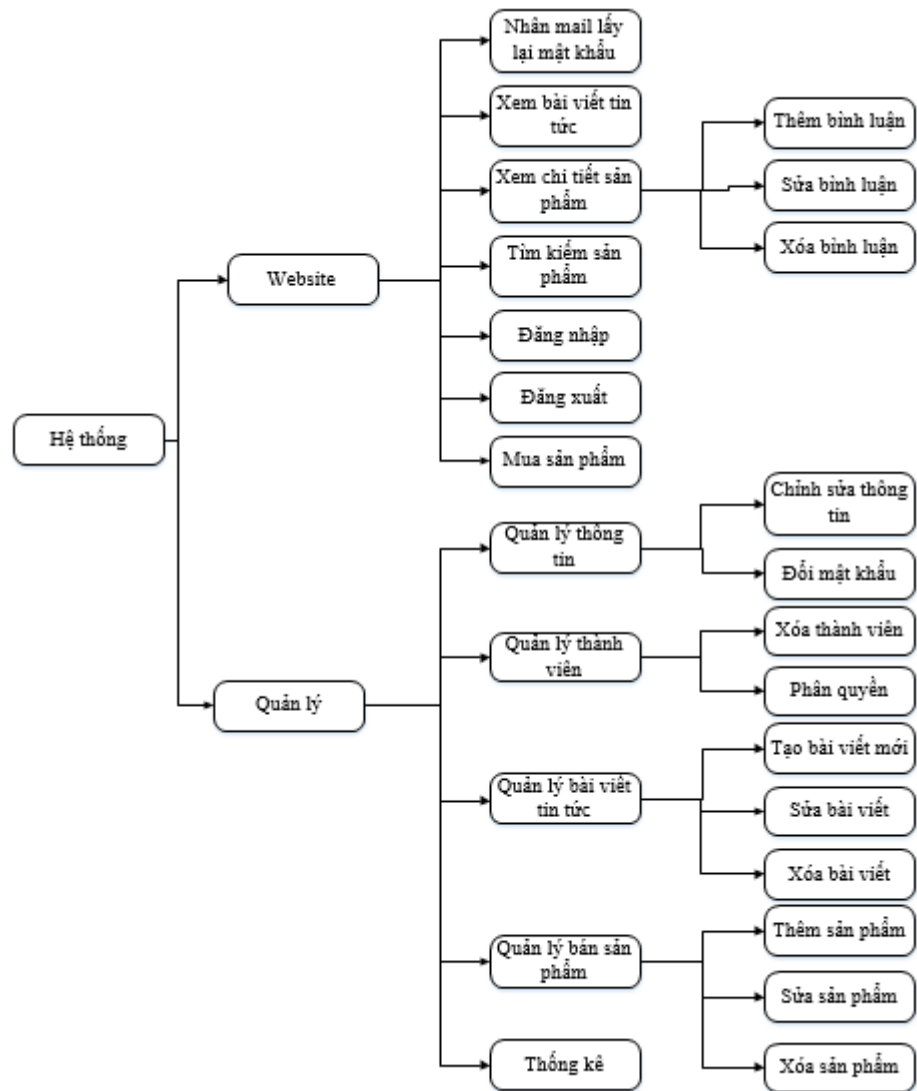 Nhân mail lấy
lại mật khẩu
Xem bài viết tin
tức
Xem chi tiết sản
phẩm
Thêm bình luận
Sửa bình luận
Xóa bình luận
Tìm kiếm sản
phẩm
Website
Đăng nhập
Đăng xuất
Mua sản phẩm
Hệ thống
Quản lý
Quản lý thông
tin
Chỉnh sửa thông
tin
Đổi mật khẩu
Quản lý thành
viên
Xóa thành viên
Phân quyền
Quản lý bài viêt
tin tức
Tạo bài viết mới
Sửa bài viết
Xóa bài viết
Quản lý bán sản
phẩm
Thêm sản phẩm
Sửa sản phẩm
Xóa sản phẩm
Thống kê